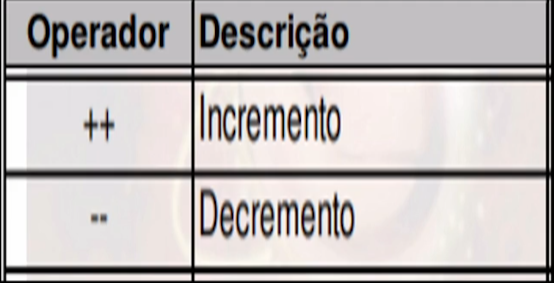 Operador Descrição
++ Incremento
-- Decremento